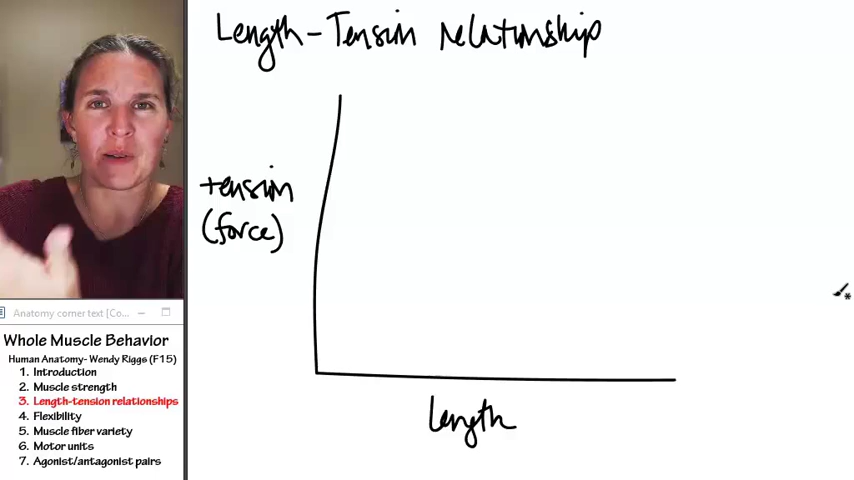 Length-Tension relationship
tension
(force)
length
Anatomy corner text [Co...
Whole Muscle Behavior
Human Anatomy- Wendy Riggs (F15)
1. Introduction
2. Muscle strength
3. Length-tension relationships
4. Flexibility
5. Muscle fiber variety
6. Motor units
7. Agonist/antagonist pairs